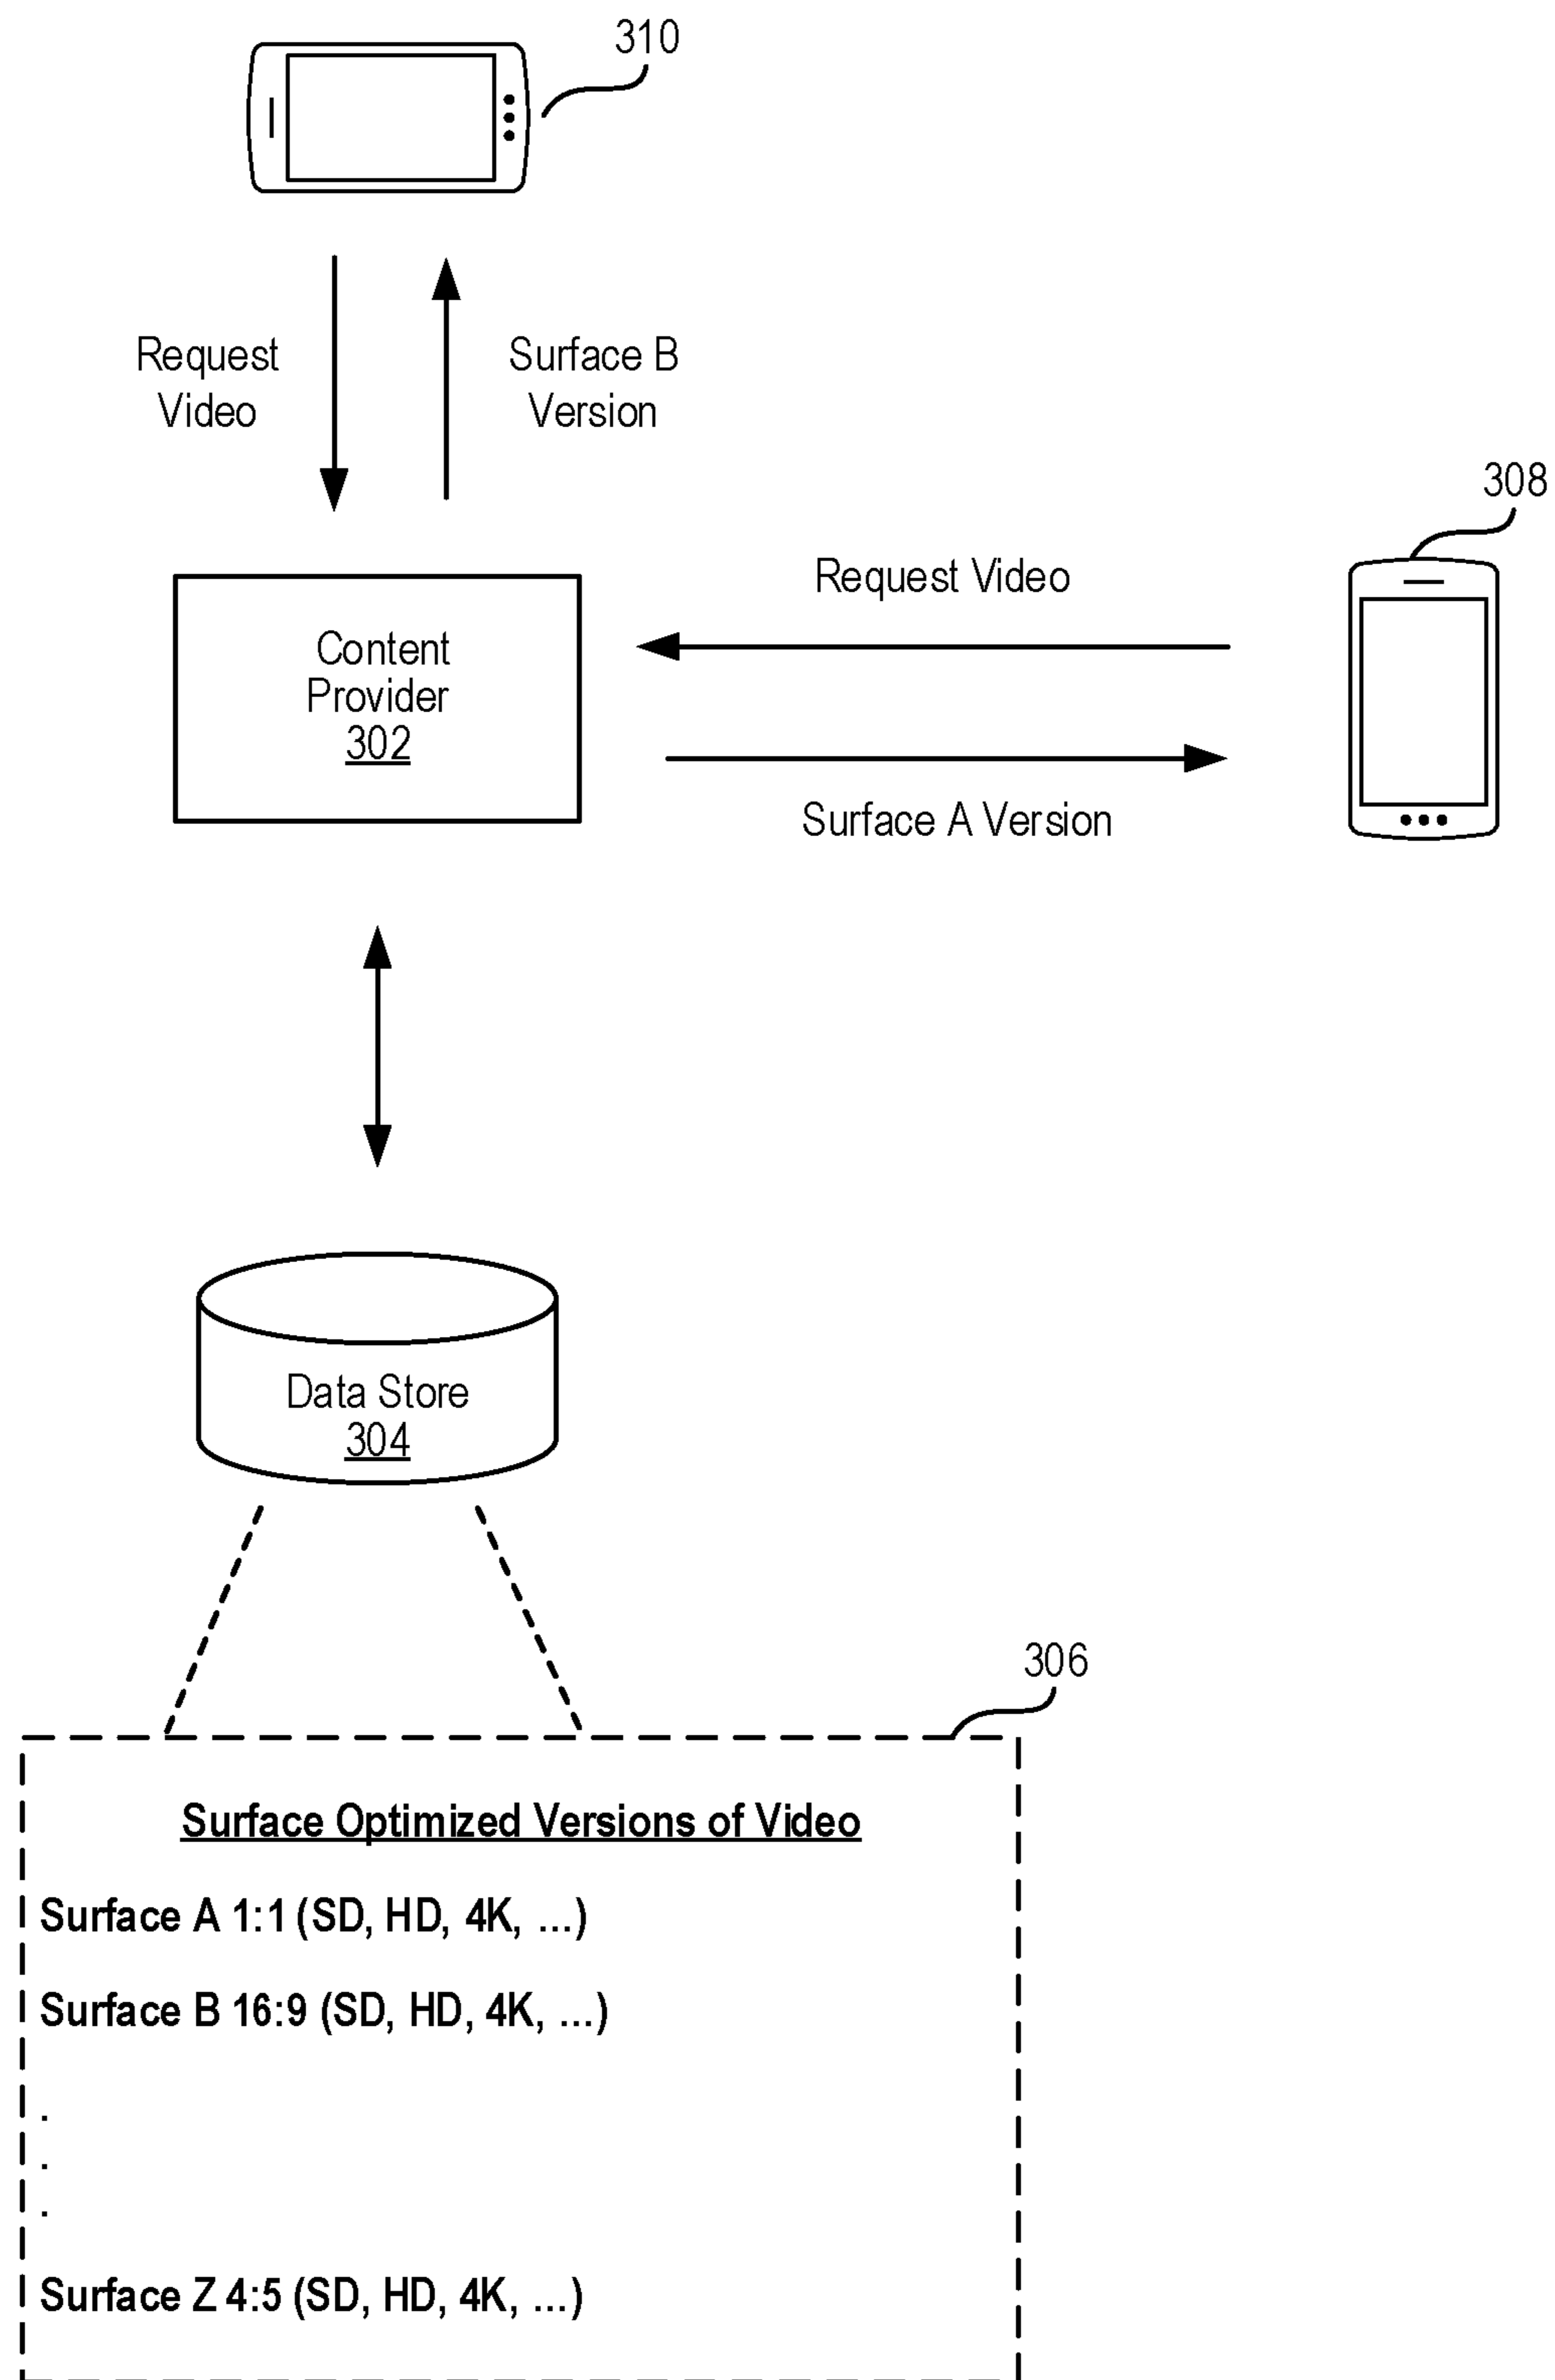 310
Request
Video
Surface B
Version
308
Request Video
Content
Provider
302
Surface A Version
Data Store
304
306
Surface Optimized Versions of Video
Surface A 1:1 (SD, HD, 4K, ...)
Surface B 16:9 (SD, HD, 4K, ...)
.
.
.
Surface Z 4:5 (SD, HD, 4K, ...)